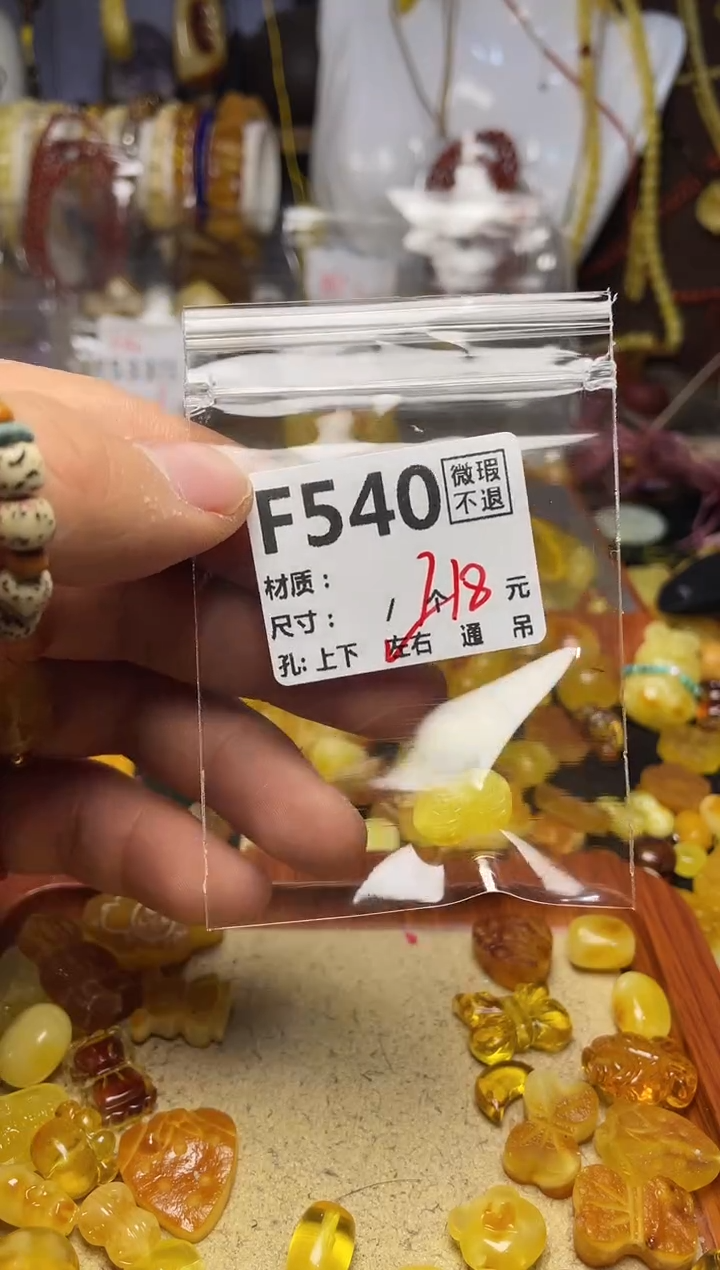 F540 微瑕
不退
材质：
尺寸： / 个 218 元
孔: 上下 左右 通 吊